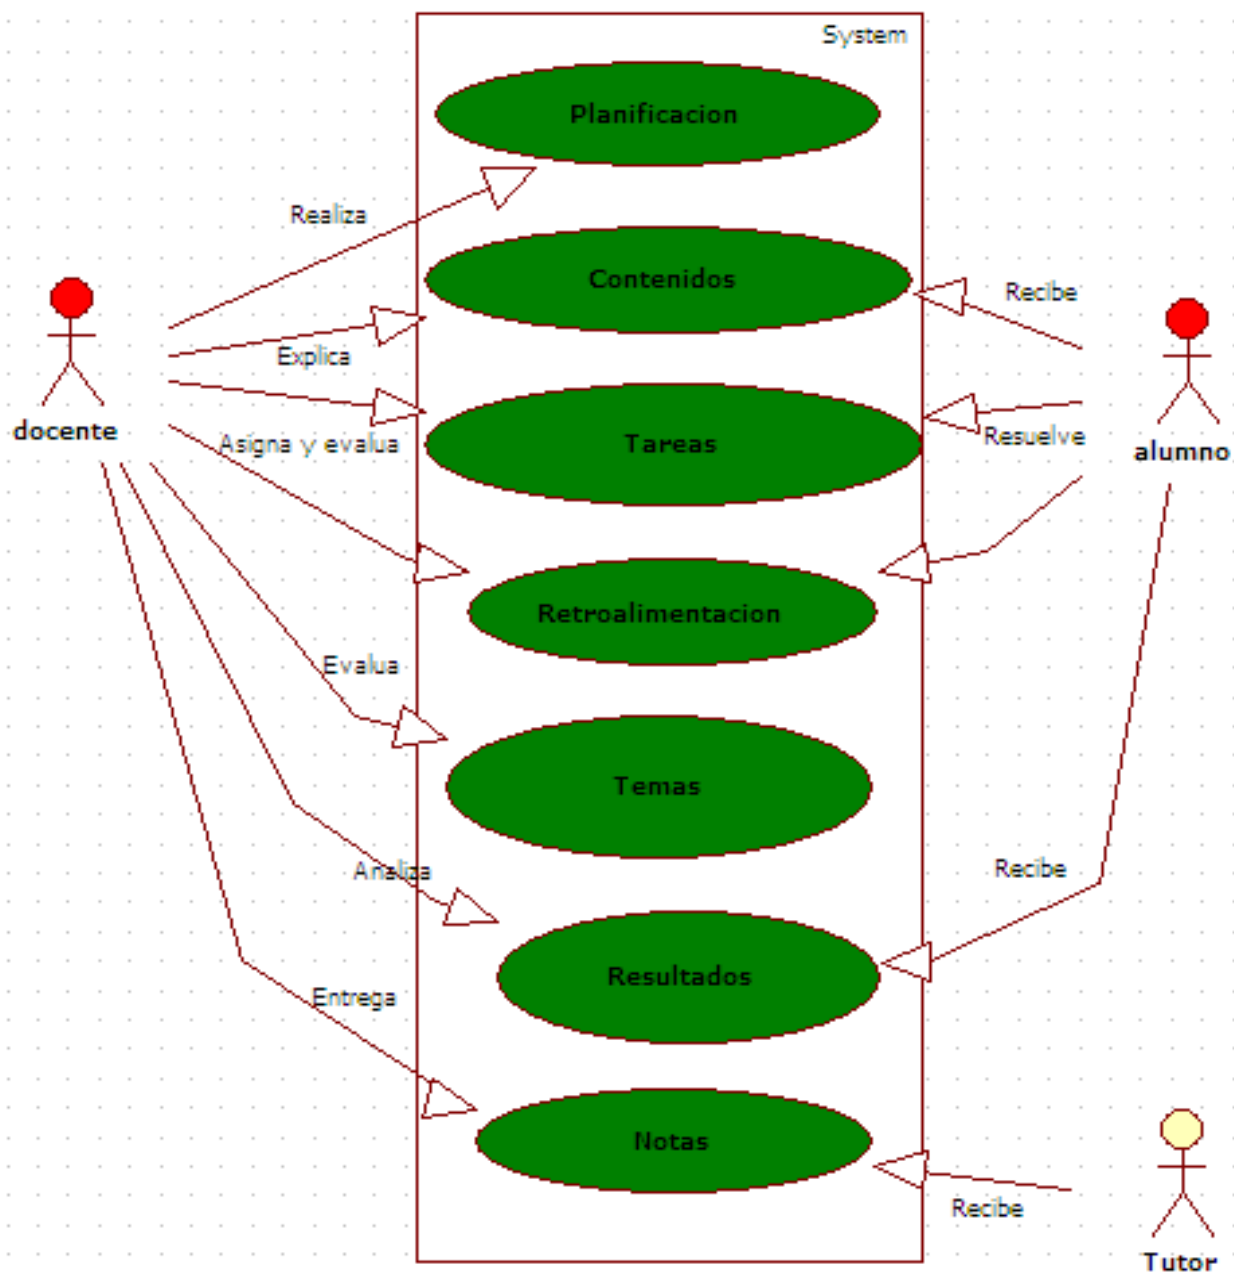 System
Planificacion
Realiza
Contenidos
Recibe
Explica
docente
Asigna y evalua
Tareas
Resuelve
alumno
Retroalimentacion
Evalua
Temas
Analiza
Recibe
Resultados
Entrega
Notas
Recibe
Tutor